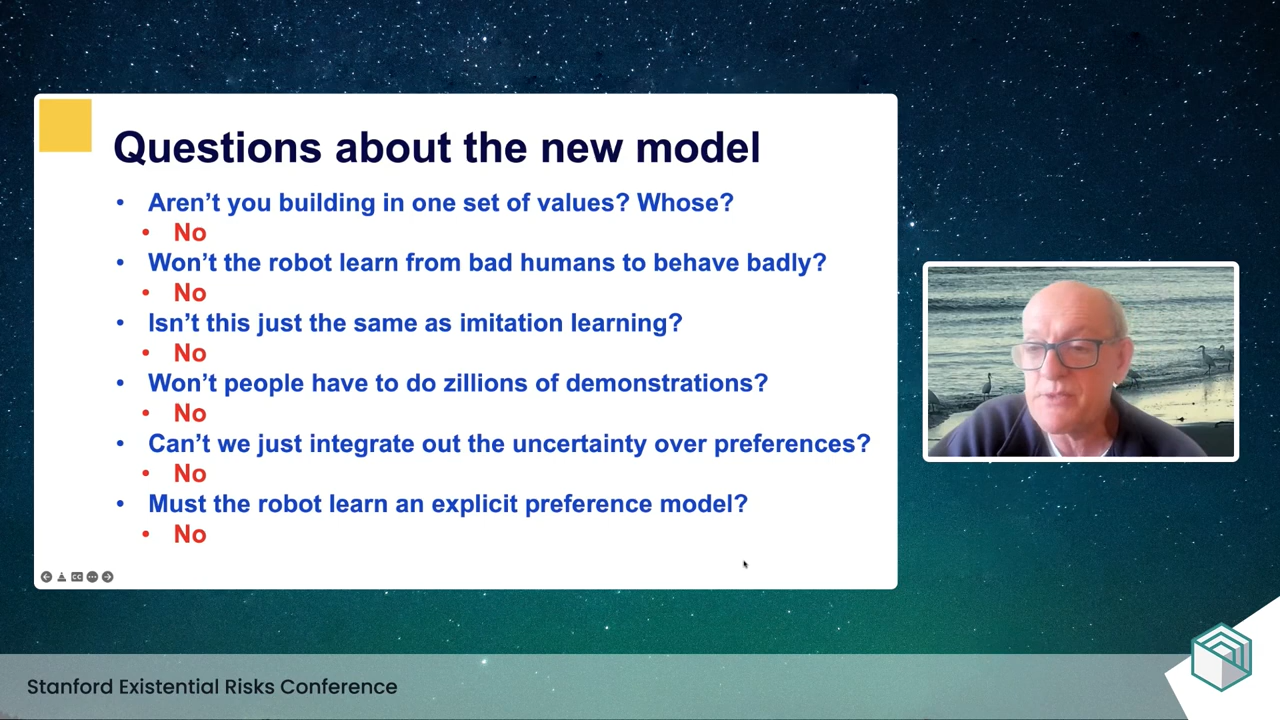 Questions about the new model
• Aren't you building in one set of values? Whose?
• No
• Won't the robot learn from bad humans to behave badly?
• No
• Isn't this just the same as imitation learning?
• No
• Won't people have to do zillions of demonstrations?
• No
• Can't we just integrate out the uncertainty over preferences?
• No
• Must the robot learn an explicit preference model?
• No
CC
Stanford Existential Risks Conference